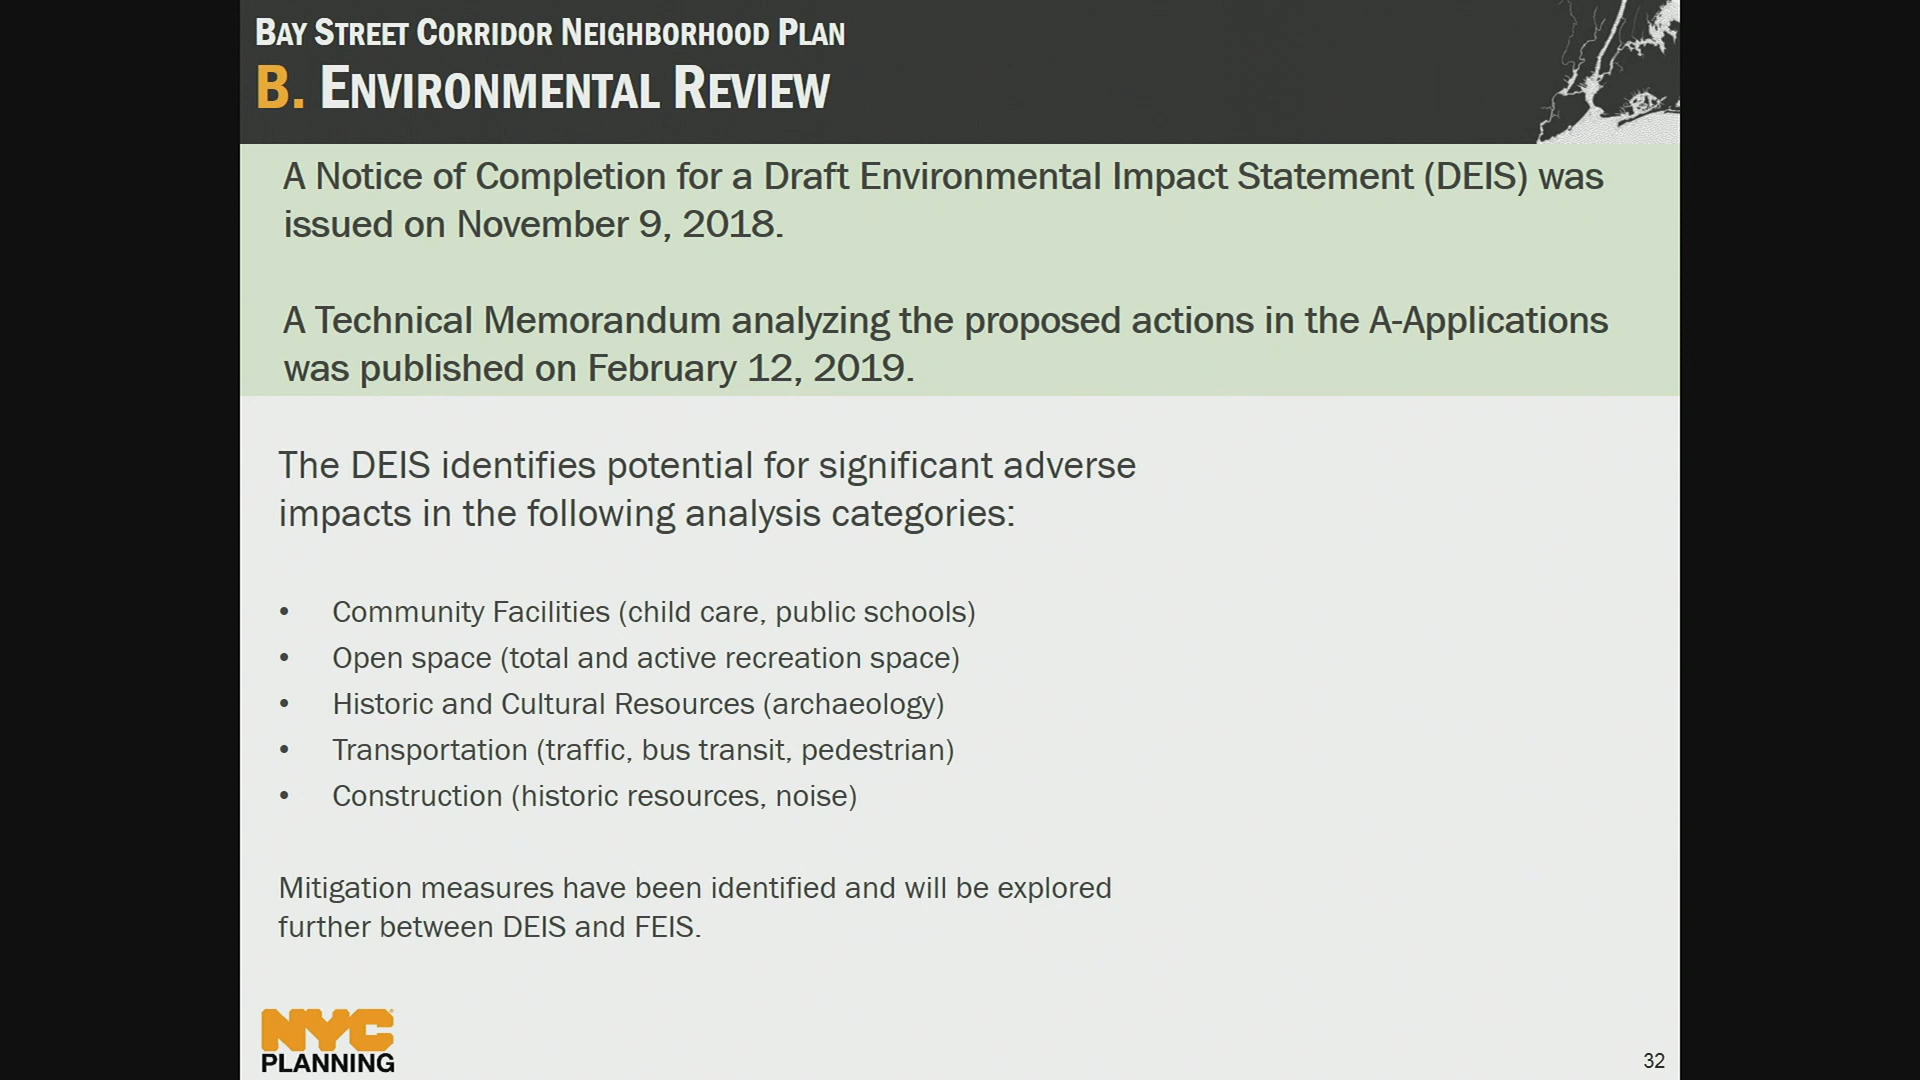 BAY STREET CORRIDOR NEIGHBORHOOD PLAN
B. ENVIRONMENTAL REVIEW
A Notice of Completion for a Draft Environmental Impact Statement (DEIS) was
issued on November 9, 2018.
A Technical Memorandum analyzing the proposed actions in the A-Applications
was published on February 12, 2019.
The DEIS identifies potential for significant adverse
impacts in the following analysis categories:
• Community Facilities (child care, public schools)
• Open space (total and active recreation space)
• Historic and Cultural Resources (archaeology)
• Transportation (traffic, bus transit, pedestrian)
• Construction (historic resources, noise)
Mitigation measures have been identified and will be explored
further between DEIS and FEIS.
NYC
PLANNING
32